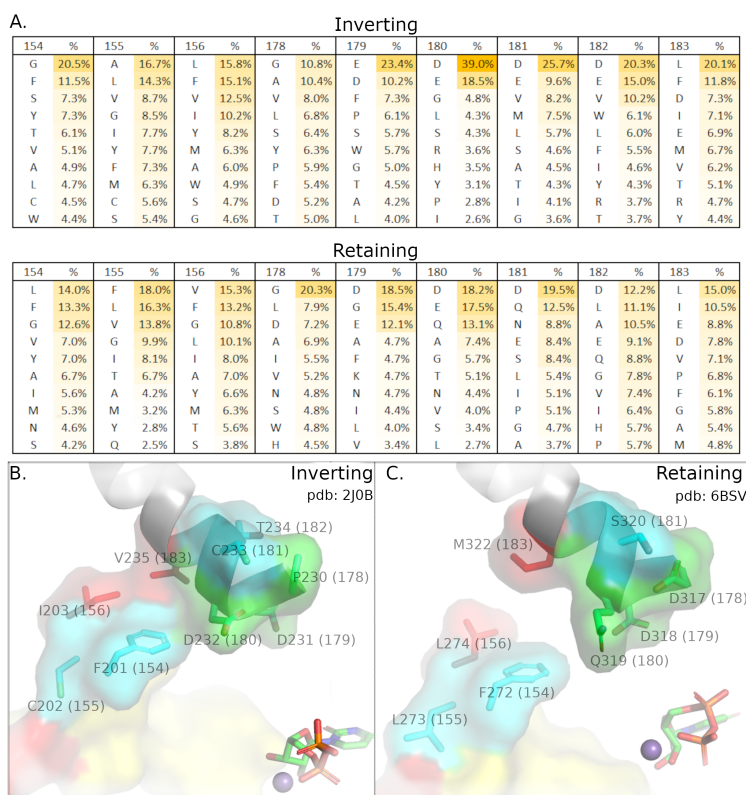 A.
Inverting
154 % 155 % 156 % 178 % 179 % 180 % 181 % 182 % 183 %
G 20.5% A 16.7% L 15.8% G 10.8% E 23.4% D 39.0% D 25.7% D 20.3% L 20.1%
F 11.5% L 14.3% F 15.1% A 10.4% D 10.2% E 18.5% E 9.6% E 15.0% F 11.8%
S 7.3% V 8.7% V 12.5% V 8.0% F 7.3% G 4.8% V 8.2% V 10.2% D 7.3%
Y 7.3% G 8.5% I 10.2% L 6.8% P 6.1% L 4.3% M 7.5% W 6.1% I 7.1%
T 6.1% I 7.7% Y 8.2% S 6.4% S 5.7% S 4.3% L 5.7% L 6.0% E 6.9%
V 5.1% Y 7.7% M 6.3% Y 6.3% W 5.7% R 3.6% S 4.6% F 5.5% M 6.7%
A 4.9% F 7.3% A 6.0% P 5.9% G 5.0% H 3.5% A 4.5% I 4.6% V 6.2%
L 4.7% M 6.3% W 4.9% F 5.4% T 4.5% Y 3.1% T 4.3% Y 4.3% T 5.1%
C 4.5% C 5.6% S 4.7% D 5.2% A 4.2% P 2.8% I 4.1% R 3.7% R 4.7%
W 4.4% S 5.4% G 4.6% T 5.0% L 4.0% I 2.6% G 3.6% T 3.7% Y 4.4%
Retaining
154 % 155 % 156 % 178 % 179 % 180 % 181 % 182 % 183 %
L 14.0% F 18.0% V 15.3% G 20.3% D 18.5% D 18.2% D 19.5% D 12.2% L 15.0%
F 13.3% L 16.3% F 13.2% L 7.9% G 15.4% E 17.5% Q 12.5% L 11.1% I 10.5%
G 12.6% V 13.8% G 10.8% D 7.2% E 12.1% Q 13.1% N 8.8% A 10.5% E 8.8%
V 7.0% G 9.9% L 10.1% A 6.9% A 4.7% A 7.4% E 8.4% E 9.1% D 7.8%
Y 7.0% I 8.1% I 8.0% I 5.5% F 4.7% G 5.7% S 8.4% Q 8.8% V 7.1%
A 6.7% T 6.7% A 7.0% V 5.2% K 4.7% T 5.1% L 5.4% G 7.8% P 6.8%
I 5.6% A 4.2% Y 6.6% N 4.8% N 4.7% N 4.4% I 5.1% V 7.4% F 6.1%
M 5.3% M 3.2% M 6.3% S 4.8% I 4.4% V 4.0% P 5.1% I 6.4% G 5.8%
N 4.6% Y 2.8% T 5.6% W 4.8% L 4.0% S 3.4% G 4.7% H 5.7% A 5.4%
S 4.2% Q 2.5% S 3.8% H 4.5% V 3.4% L 2.7% A 3.7% P 5.7% M 4.8%
B.
Inverting
pdb: 2J0B
T234 (182)
C233 (181)
V235 (183)
P230 (178)
I203 (156)
D232 (180)
D231 (179)
F201 (154)
C202 (155)
C.
Retaining
pdb: 6BSV
S320 (181)
M322 (183)
D317 (178)
D318 (179)
L274 (156)
Q319 (180)
F272 (154)
L273 (155)